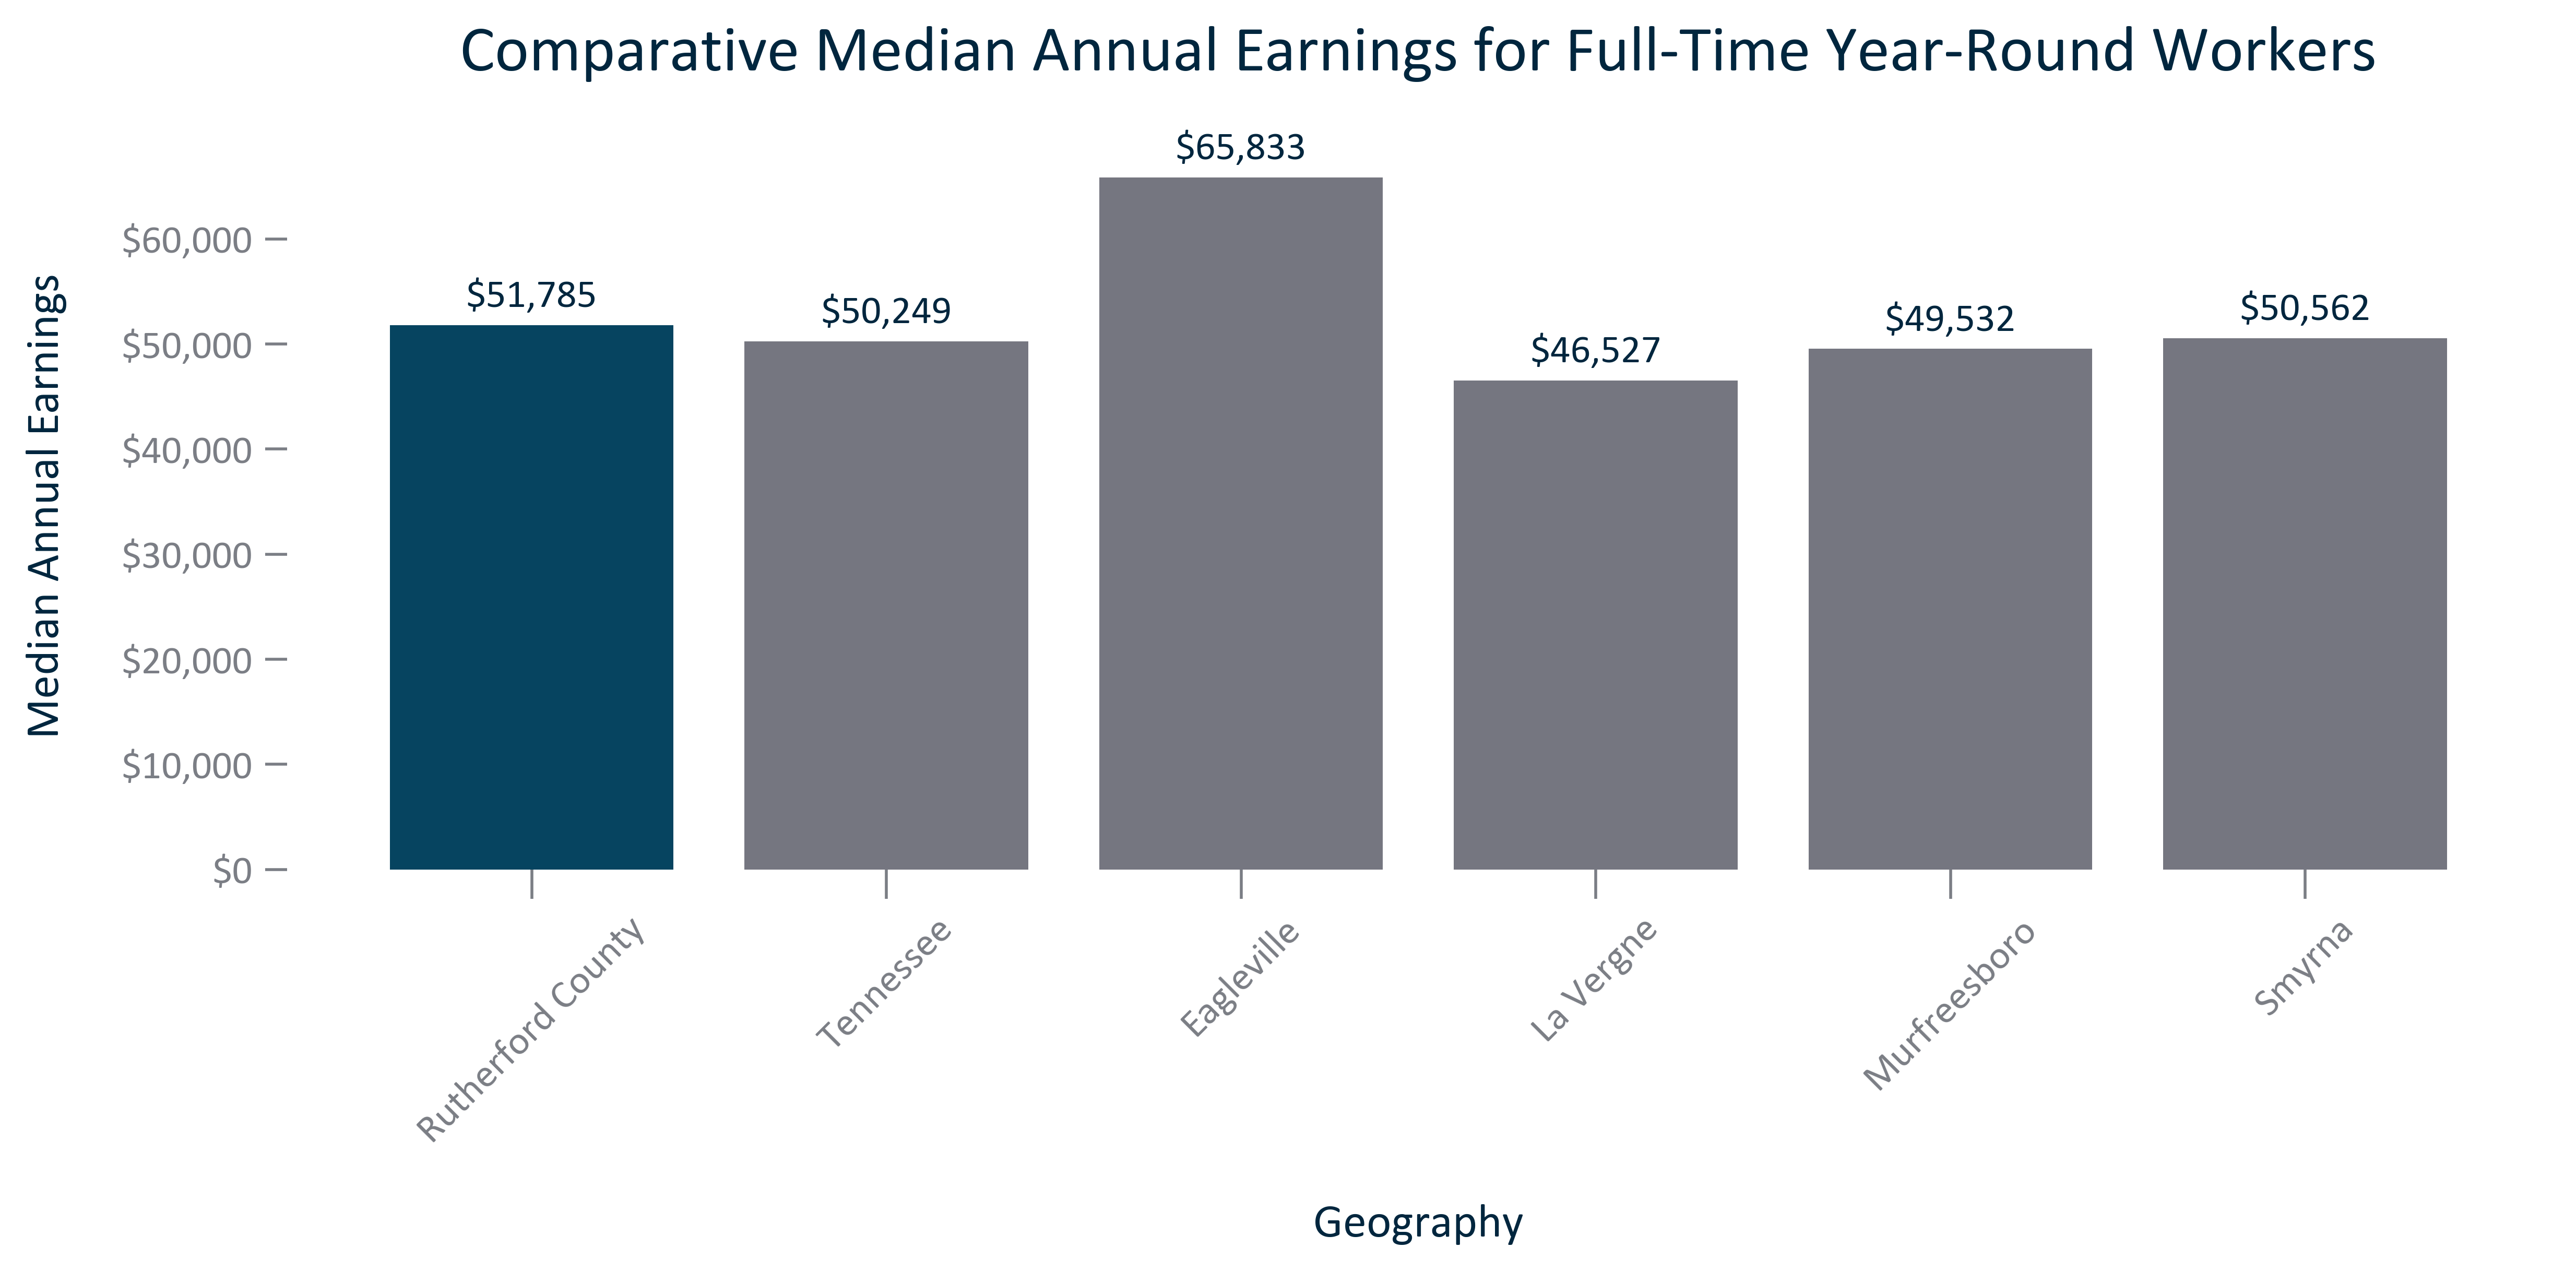 Comparative Median Annual Earnings for Full-Time Year-Round Workers
Median Annual Earnings
$60,000
$50,000
$40,000
$30,000
$20,000
$10,000
$0
$51,785
$50,249
$65,833
$46,527
$49,532
$50,562
Rutherford County
Tennessee
Eagleville
La Vergne
Murfreesboro
Smyrna
Geography